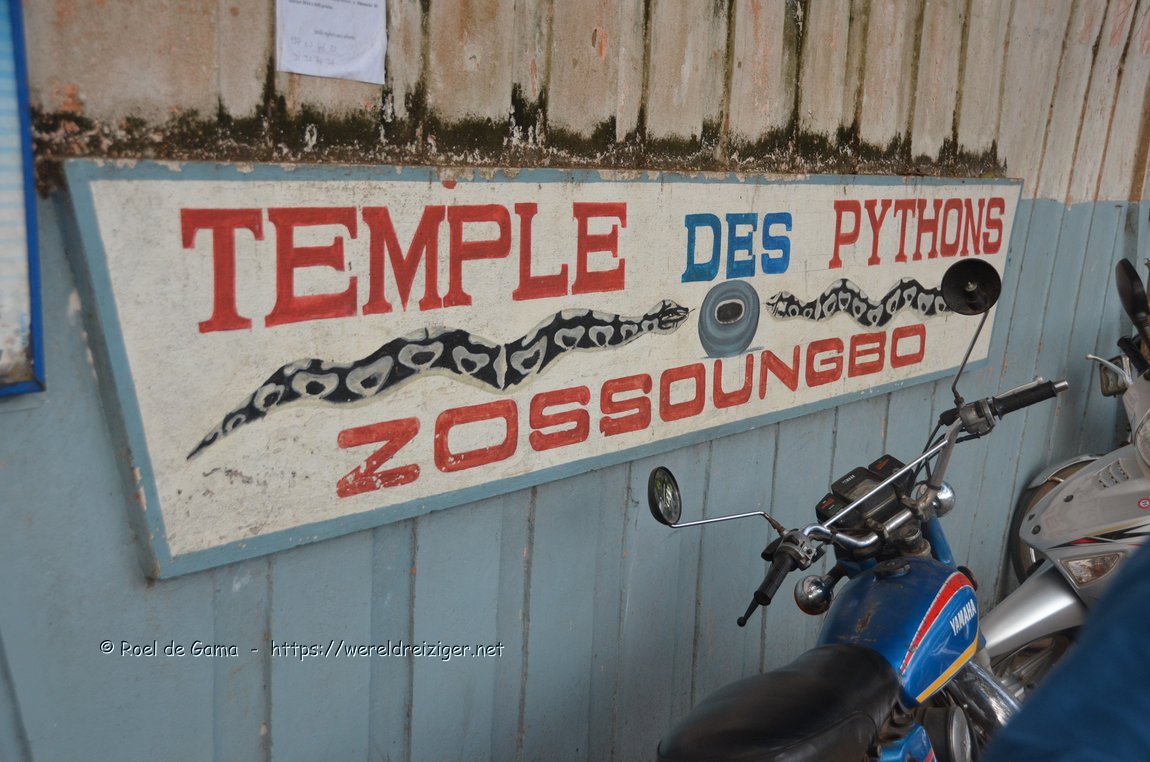 TEMPLE DES PYTHONS
ZOSSOUNGBO
YAMAHA
© Roel de Gama - https://wereldreiziger.net